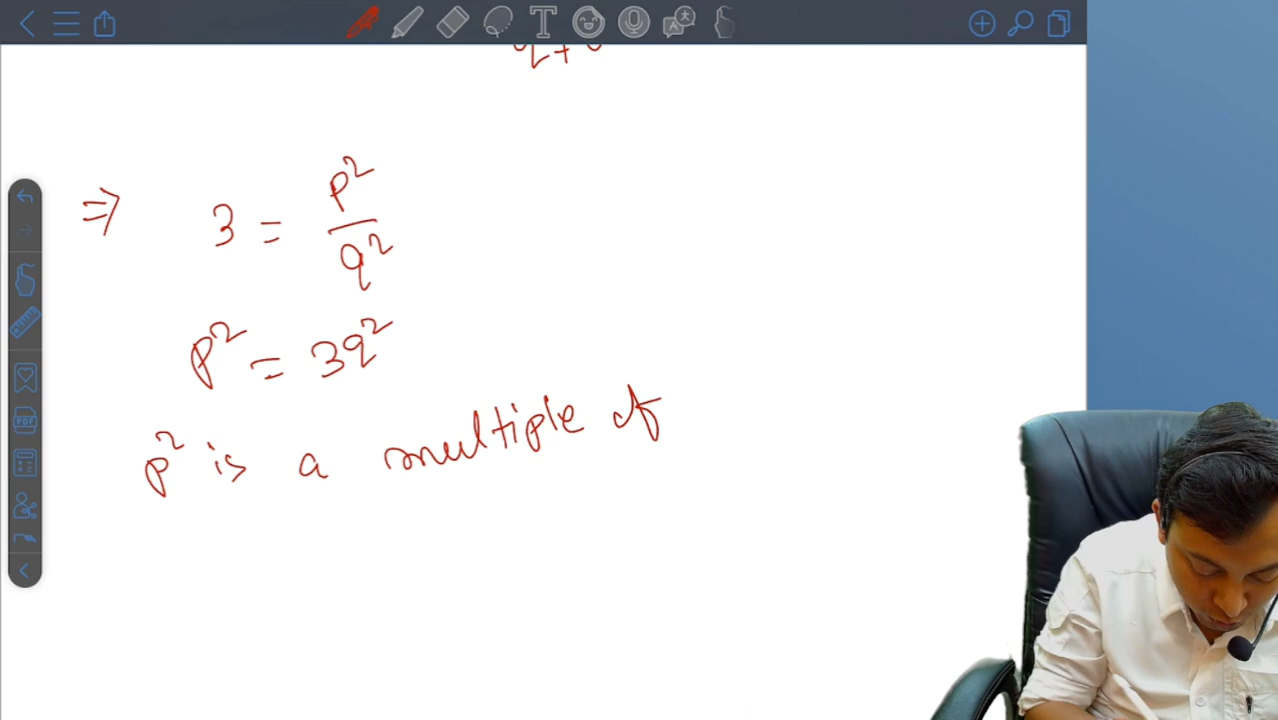 ⇒ 3 = p²/q²
p² = 3q²
p² is a multiple of